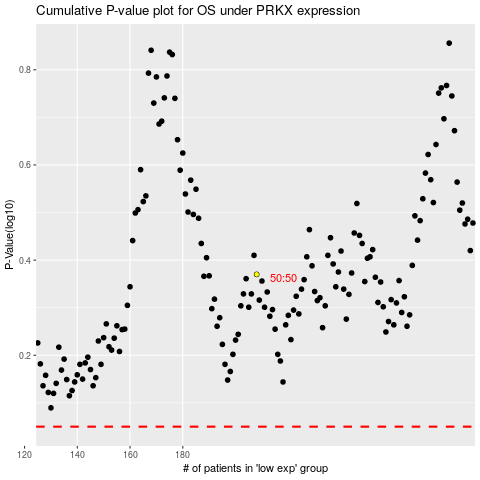 Cumulative P-value plot for OS under PRKX expression
P-Value(log10)
0.8
0.6
0.4
0.2
50:50
120 140 160 180
# of patients in 'low exp' group